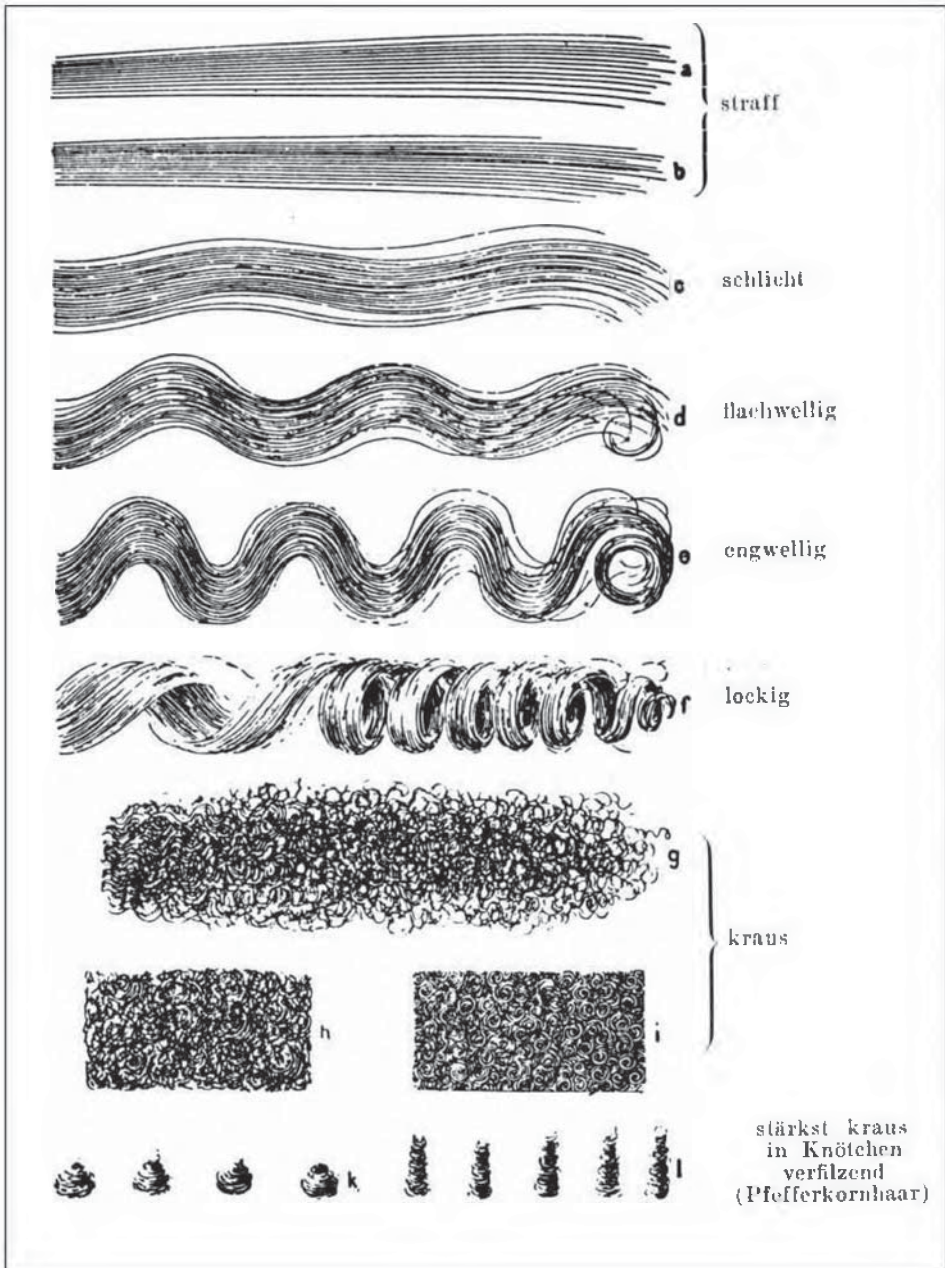 a
straff
b
c
schlicht
d
flachwellig
e
engwellig
f
lockig
g
kraus
h
i
stärkst kraus
in Knötchen
verfilzend
(Pfefferkornhaar)
k
l